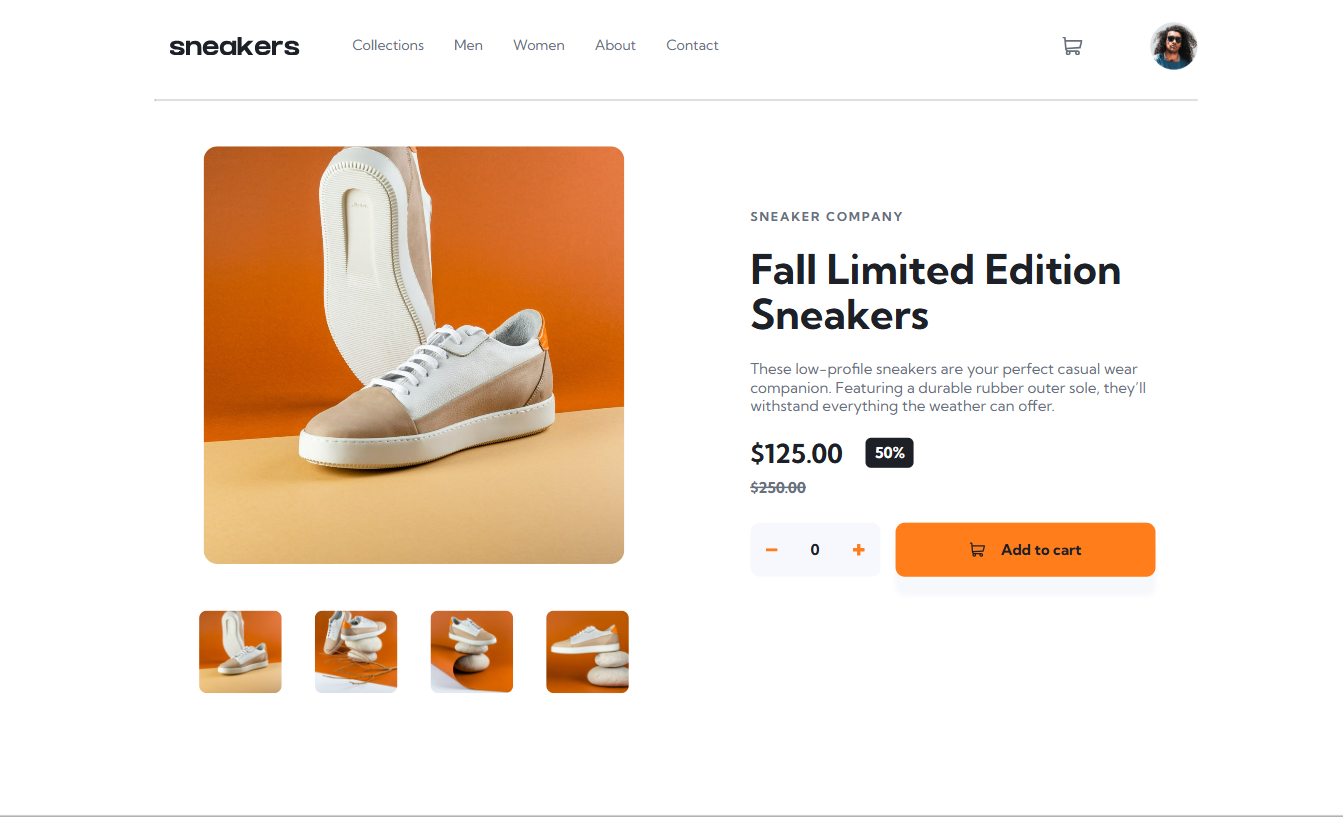 sneakers Collections Men Women About Contact
SNEAKER COMPANY
Fall Limited Edition
Sneakers
These low-profile sneakers are your perfect casual wear
companion. Featuring a durable rubber outer sole, they’ll
withstand everything the weather can offer.
$125.00 50%
$250.00
0 Add to cart